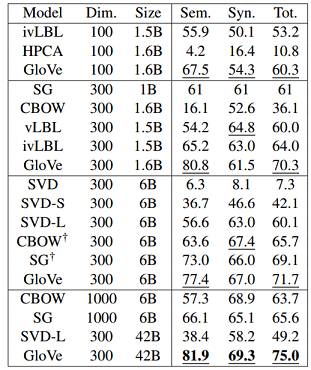 Model Dim. Size Sem. Syn. Tot.
ivLBL 100 1.5B 55.9 50.1 53.2
HPCA 100 1.6B 4.2 16.4 10.8
GloVe 100 1.6B 67.5 54.3 60.3
SG 300 1B 61 61 61
CBOW 300 1.6B 16.1 52.6 36.1
vLBL 300 1.5B 54.2 64.8 60.0
ivLBL 300 1.5B 65.2 63.0 64.0
GloVe 300 1.6B 80.8 61.5 70.3
SVD 300 6B 6.3 8.1 7.3
SVD-S 300 6B 36.7 46.6 42.1
SVD-L 300 6B 56.6 63.0 60.1
CBOW† 300 6B 63.6 67.4 65.7
SG† 300 6B 73.0 66.0 69.1
GloVe 300 6B 77.4 67.0 71.7
CBOW 1000 6B 57.3 68.9 63.7
SG 1000 6B 66.1 65.1 65.6
SVD-L 300 42B 38.4 58.2 49.2
GloVe 300 42B 81.9 69.3 75.0